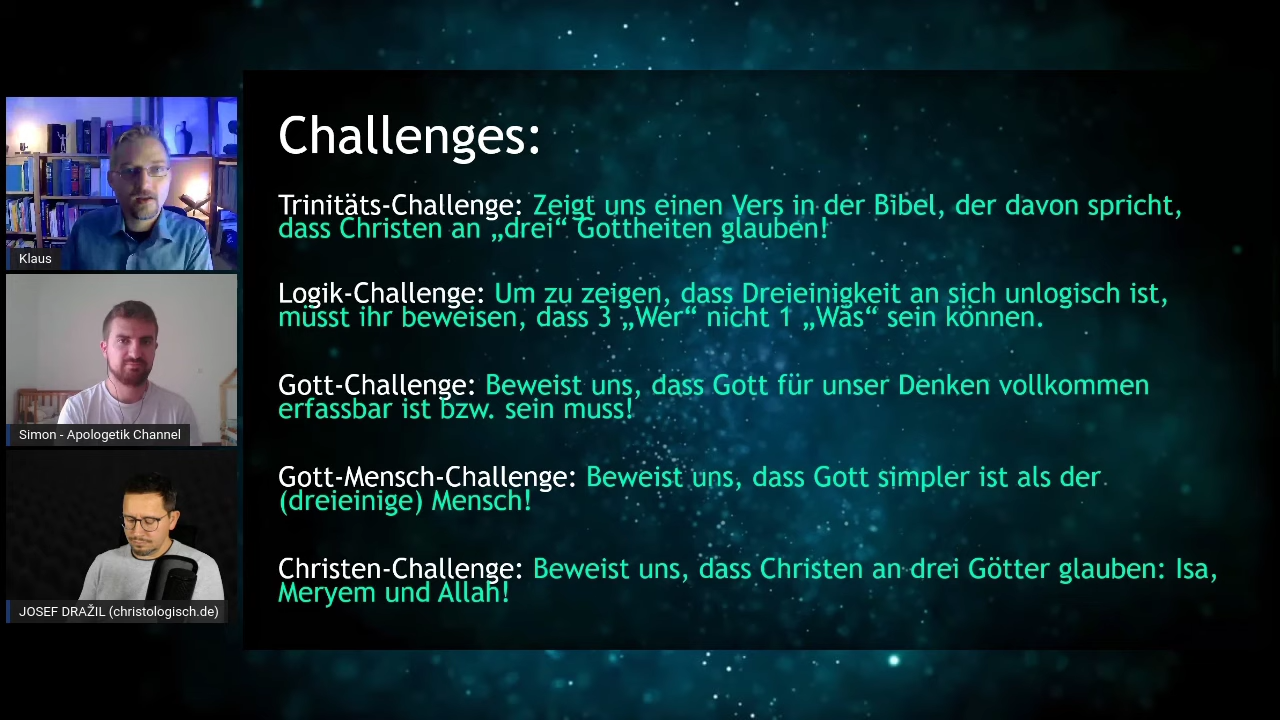 Challenges:
Trinitäts-Challenge: Zeigt uns einen Vers in der Bibel, der davon spricht,
dass Christen an „drei“ Gottheiten glauben!
Logik-Challenge: Um zu zeigen, dass Dreieinigkeit an sich unlogisch ist,
müsst ihr beweisen, dass 3 „Wer“ nicht 1 „Was“ sein können.
Gott-Challenge: Beweist uns, dass Gott für unser Denken vollkommen
erfassbar ist bzw. sein muss!
Gott-Mensch-Challenge: Beweist uns, dass Gott simpler ist als der
(dreieinige) Mensch!
Christen-Challenge: Beweist uns, dass Christen an drei Götter glauben: Isa,
Meryem und Allah!
Klaus
Simon - Apologetik Channel
JOSEF DRAŽIL (christologisch.de)